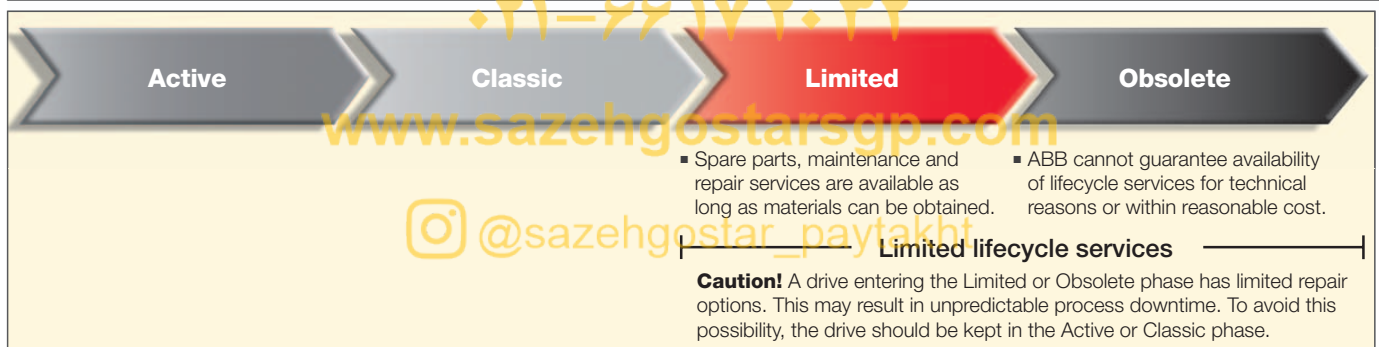 ۰۲۱-۶۶۱۷۲۰۲۲
Active
Classic
Limited
Obsolete
www.sazehgostarsgp.com
▪ Spare parts, maintenance and
repair services are available as
long as materials can be obtained.
▪ ABB cannot guarantee availability
of lifecycle services for technical
reasons or within reasonable cost.
@sazehgostar_paytakht
Limited lifecycle services
Caution! A drive entering the Limited or Obsolete phase has limited repair
options. This may result in unpredictable process downtime. To avoid this
possibility, the drive should be kept in the Active or Classic phase.